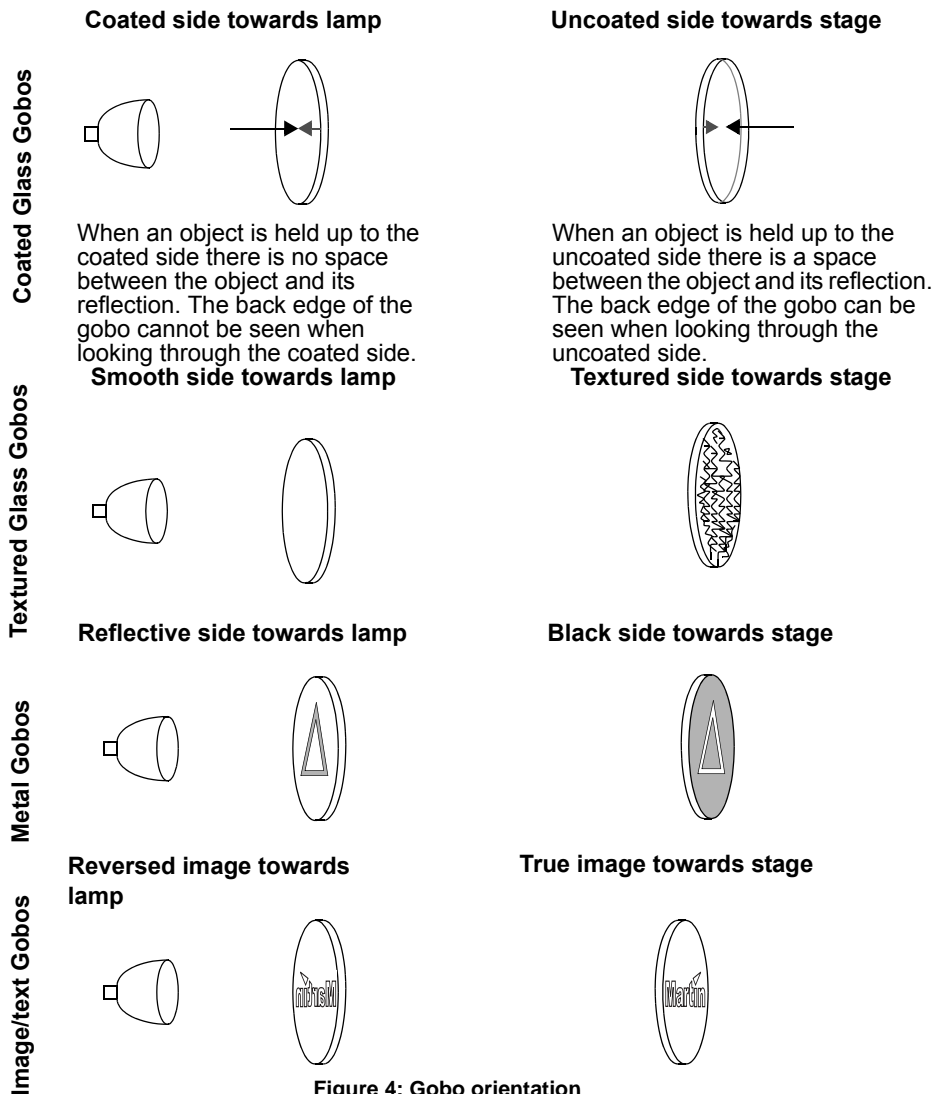 Coated side towards lamp
Uncoated side towards stage
Coated Glass Gobos
When an object is held up to the
coated side there is no space
between the object and its
reflection. The back edge of the
gobo cannot be seen when
looking through the coated side.
When an object is held up to the
uncoated side there is a space
between the object and its reflection.
The back edge of the gobo can be
seen when looking through the
uncoated side.
Smooth side towards lamp
Textured side towards stage
Textured Glass Gobos
Reflective side towards lamp
Black side towards stage
Metal Gobos
Reversed image towards
lamp
True image towards stage
Image/text Gobos
Martin
Martin
Figure 4: Gobo orientation